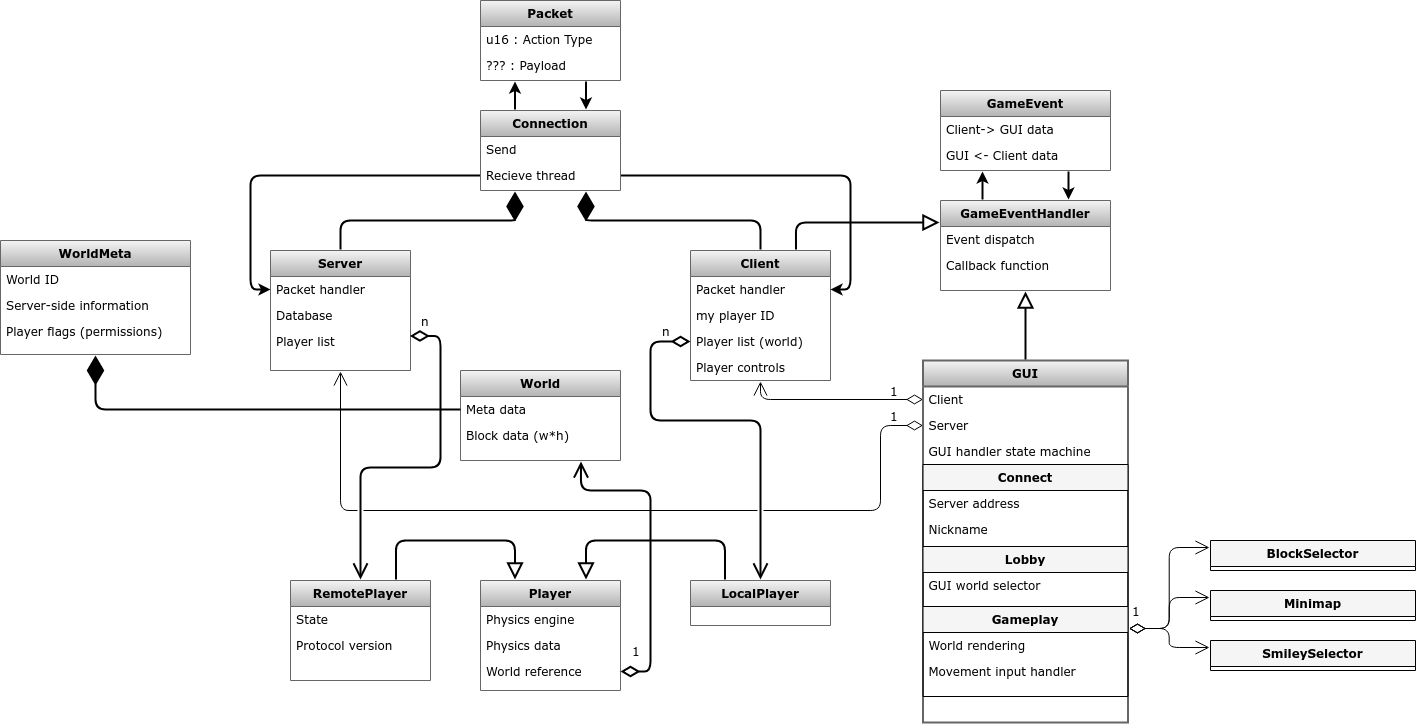 Packet
u16 : Action Type
??? : Payload
Connection
Send
Recieve thread
GameEvent
Client-> GUI data
GUI <- Client data
GameEventHandler
Event dispatch
Callback function
WorldMeta
World ID
Server-side information
Player flags (permissions)
Server
Packet handler
Database
Player list
n
Client
Packet handler
my player ID
Player list (world)
Player controls
n
World
Meta data
Block data (w*h)
GUI
Client
Server
GUI handler state machine
1
1
Connect
Server address
Nickname
Lobby
GUI world selector
Gameplay
World rendering
Movement input handler
1
BlockSelector
Minimap
SmileySelector
RemotePlayer
State
Protocol version
Player
Physics engine
Physics data
World reference
1
LocalPlayer